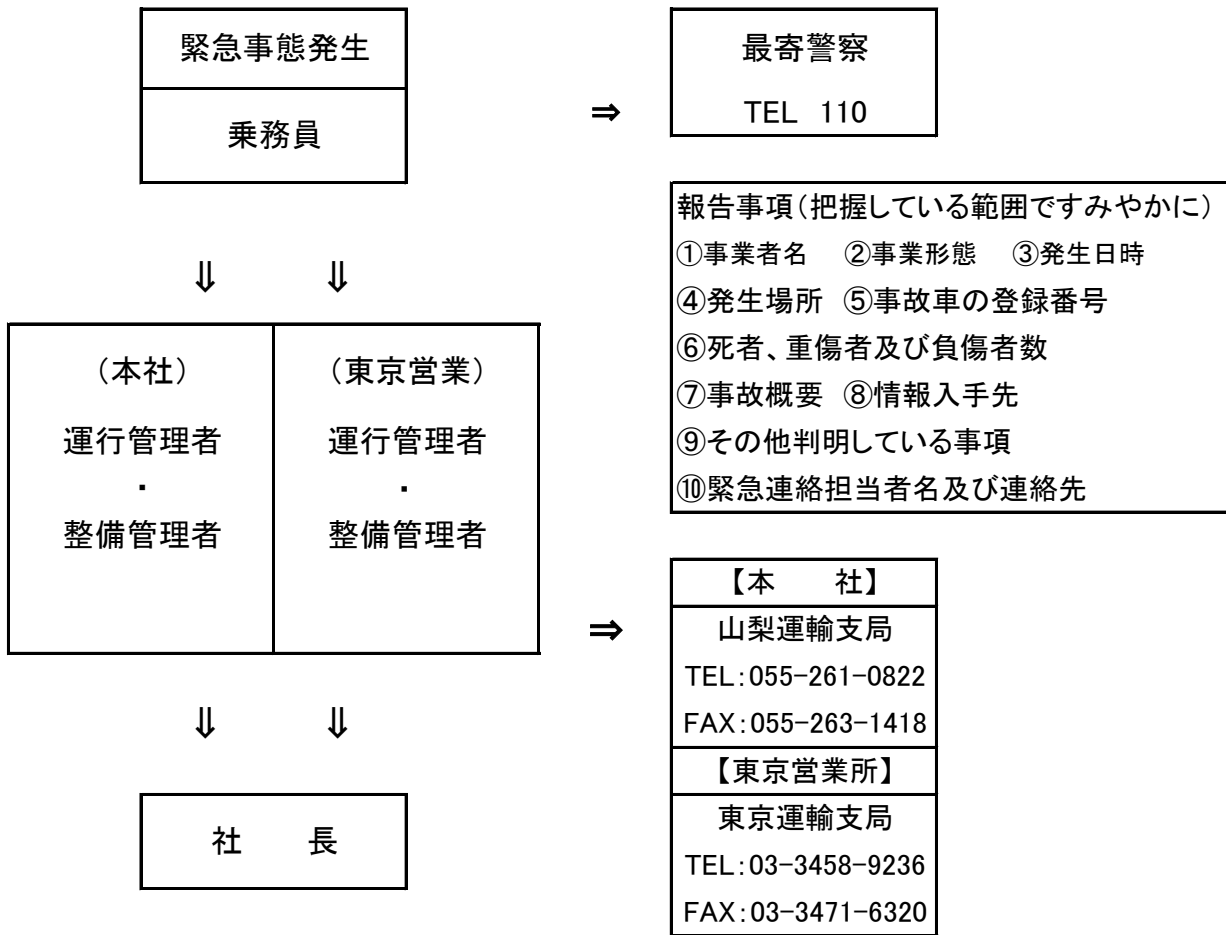 緊急事態発生
乗務員
⇒
最寄警察
TEL 110
報告事項(把握している範囲ですみやかに)
①事業者名 ②事業形態 ③発生日時
④発生場所 ⑤事故車の登録番号
⑥死者、重傷者及び負傷者数
⑦事故概要 ⑧情報入手先
⑨その他判明している事項
⑩緊急連絡担当者名及び連絡先
⇓ ⇓
(本社)
運行管理者
・
整備管理者
(東京営業)
運行管理者
・
整備管理者
⇒
【本 社】
山梨運輸支局
TEL:055-261-0822
FAX:055-263-1418
【東京営業所】
東京運輸支局
TEL:03-3458-9236
FAX:03-3471-6320
⇓ ⇓
社 長